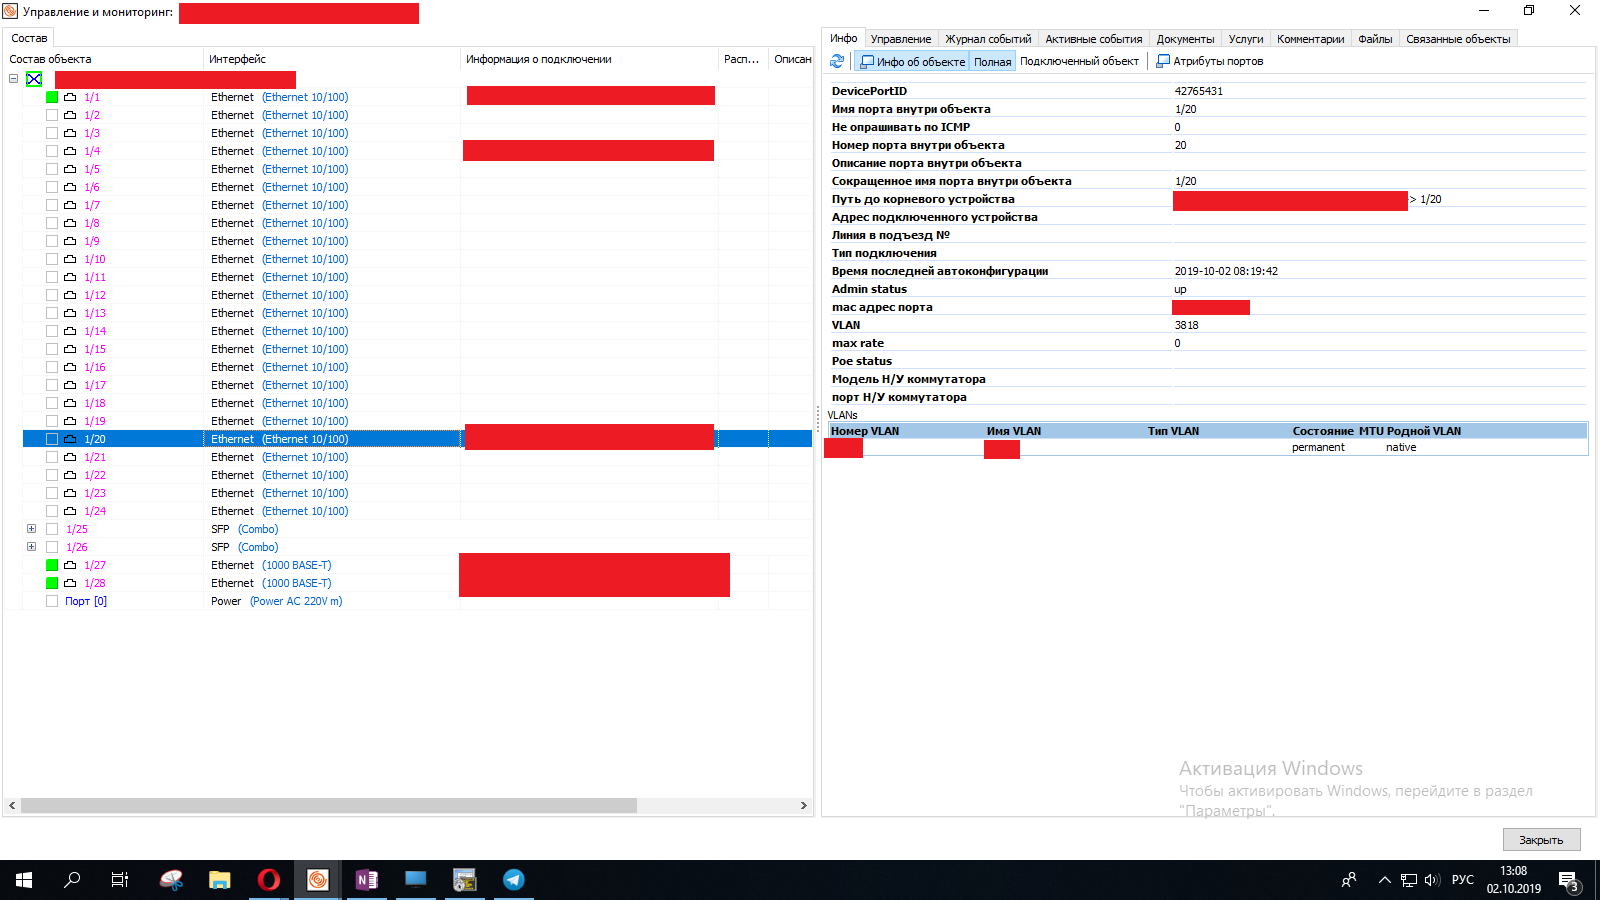 Управление и мониторинг:
Состав
Состав объекта Интерфейс Информация о подключении Расп... Описан
1/1 Ethernet (Ethernet 10/100)
1/2 Ethernet (Ethernet 10/100)
1/3 Ethernet (Ethernet 10/100)
1/4 Ethernet (Ethernet 10/100)
1/5 Ethernet (Ethernet 10/100)
1/6 Ethernet (Ethernet 10/100)
1/7 Ethernet (Ethernet 10/100)
1/8 Ethernet (Ethernet 10/100)
1/9 Ethernet (Ethernet 10/100)
1/10 Ethernet (Ethernet 10/100)
1/11 Ethernet (Ethernet 10/100)
1/12 Ethernet (Ethernet 10/100)
1/13 Ethernet (Ethernet 10/100)
1/14 Ethernet (Ethernet 10/100)
1/15 Ethernet (Ethernet 10/100)
1/16 Ethernet (Ethernet 10/100)
1/17 Ethernet (Ethernet 10/100)
1/18 Ethernet (Ethernet 10/100)
1/19 Ethernet (Ethernet 10/100)
1/20 Ethernet (Ethernet 10/100)
1/21 Ethernet (Ethernet 10/100)
1/22 Ethernet (Ethernet 10/100)
1/23 Ethernet (Ethernet 10/100)
1/24 Ethernet (Ethernet 10/100)
1/25 SFP (Combo)
1/26 SFP (Combo)
1/27 Ethernet (1000 BASE-T)
1/28 Ethernet (1000 BASE-T)
Порт [0] Power (Power AC 220V m)
Инфо Управление Журнал событий Активные события Документы Услуги Комментарии Файлы Связанные объекты
Инфо об объекте Полная Подключенный объект Атрибуты портов
DevicePortID 42765431
Имя порта внутри объекта 1/20
Не опрашивать по ICMP 0
Номер порта внутри объекта 20
Описание порта внутри объекта
Сокращенное имя порта внутри объекта 1/20
Путь до корневого устройства > 1/20
Адрес подключенного устройства
Линия в подъезд №
Тип подключения
Время последней автоконфигурации 2019-10-02 08:19:42
Admin status up
mac адрес порта
VLAN 3818
max rate 0
Poe status
Модель Н/У коммутатора
порт Н/У коммутатора
VLANs
Номер VLAN Имя VLAN Тип VLAN Состояние MTU Родной VLAN
permanent native
Активация Windows
Чтобы активировать Windows, перейдите в раздел
"Параметры".
Закрыть
РУС
13:08
02.10.2019
3